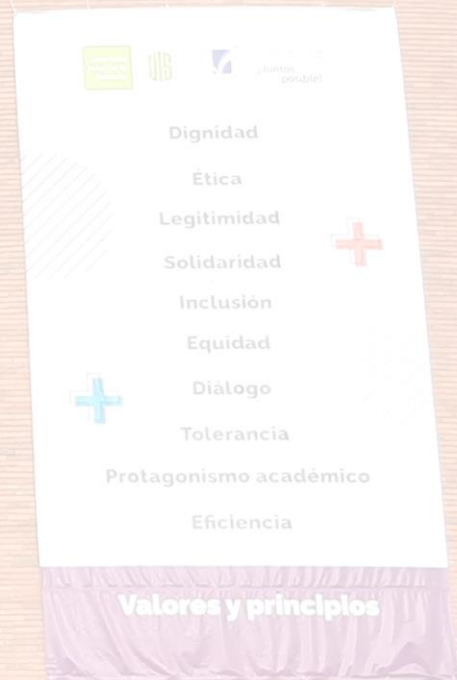 UIS
¡Juntos
posible!
Dignidad
Ética
Legitimidad
Solidaridad
Inclusión
Equidad
Diálogo
Tolerancia
Protagonismo académico
Eficiencia
Valores y principios